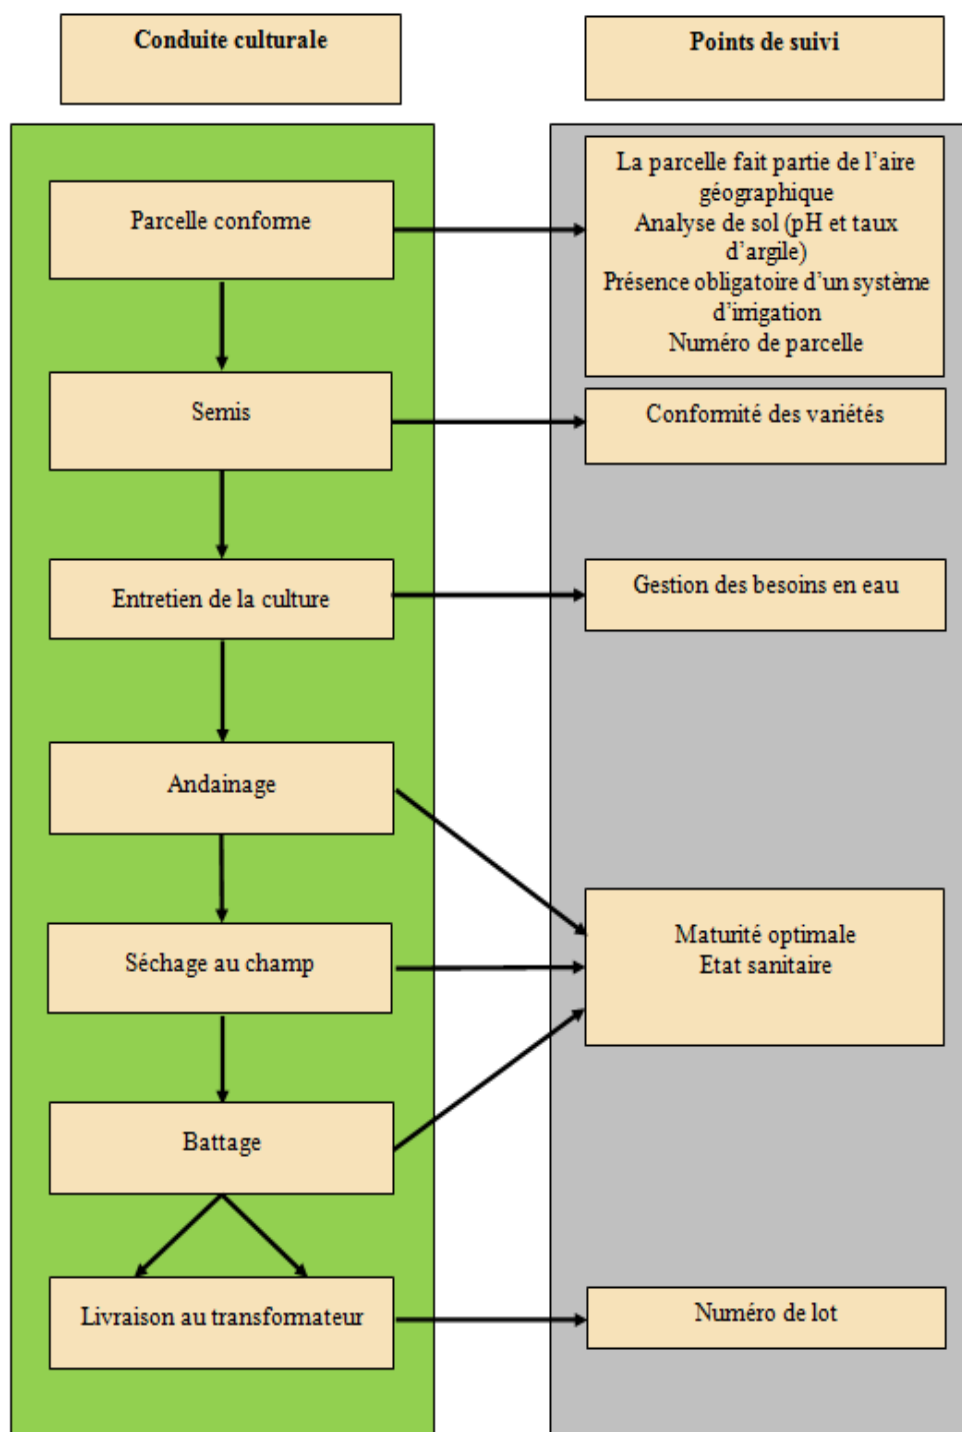 Conduite culturale
Points de suivi
Parcelle conforme
La parcelle fait partie de l'aire
géographique
Analyse de sol (pH et taux
d'argile)
Présence obligatoire d'un système
d'irrigation
Numéro de parcelle
Semis
Conformité des variétés
Entretien de la culture
Gestion des besoins en eau
Andainage
Séchage au champ
Maturité optimale
Etat sanitaire
Battage
Livraison au transformateur
Numéro de lot